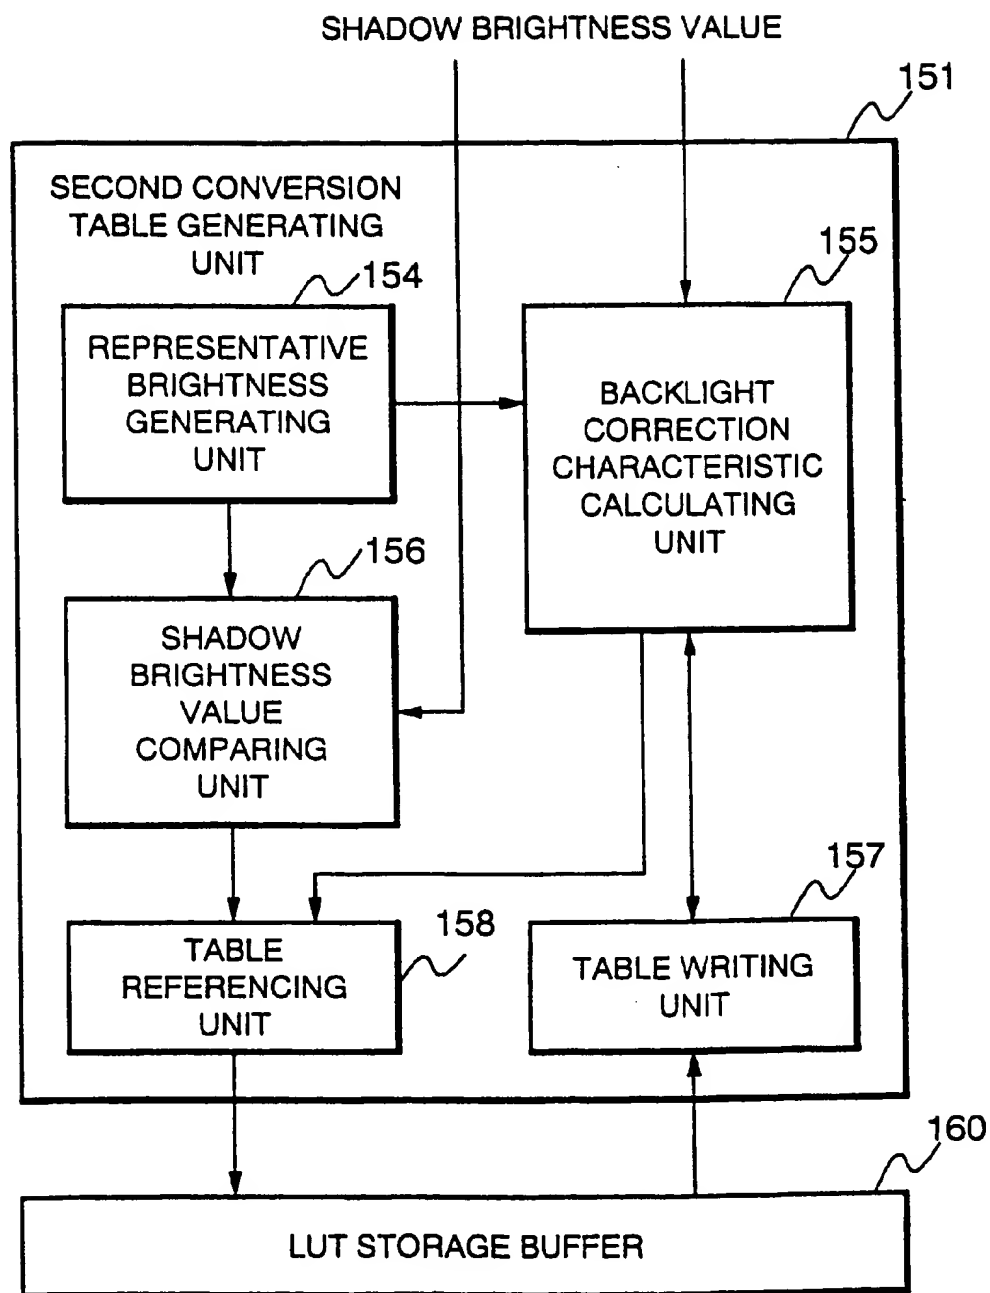 SHADOW BRIGHTNESS VALUE
151
SECOND CONVERSION
TABLE GENERATING
UNIT
154
155
REPRESENTATIVE
BRIGHTNESS
GENERATING
UNIT
BACKLIGHT
CORRECTION
CHARACTERISTIC
CALCULATING
UNIT
156
SHADOW
BRIGHTNESS
VALUE
COMPARING
UNIT
157
158
TABLE
REFERENCING
UNIT
TABLE WRITING
UNIT
160
LUT STORAGE BUFFER